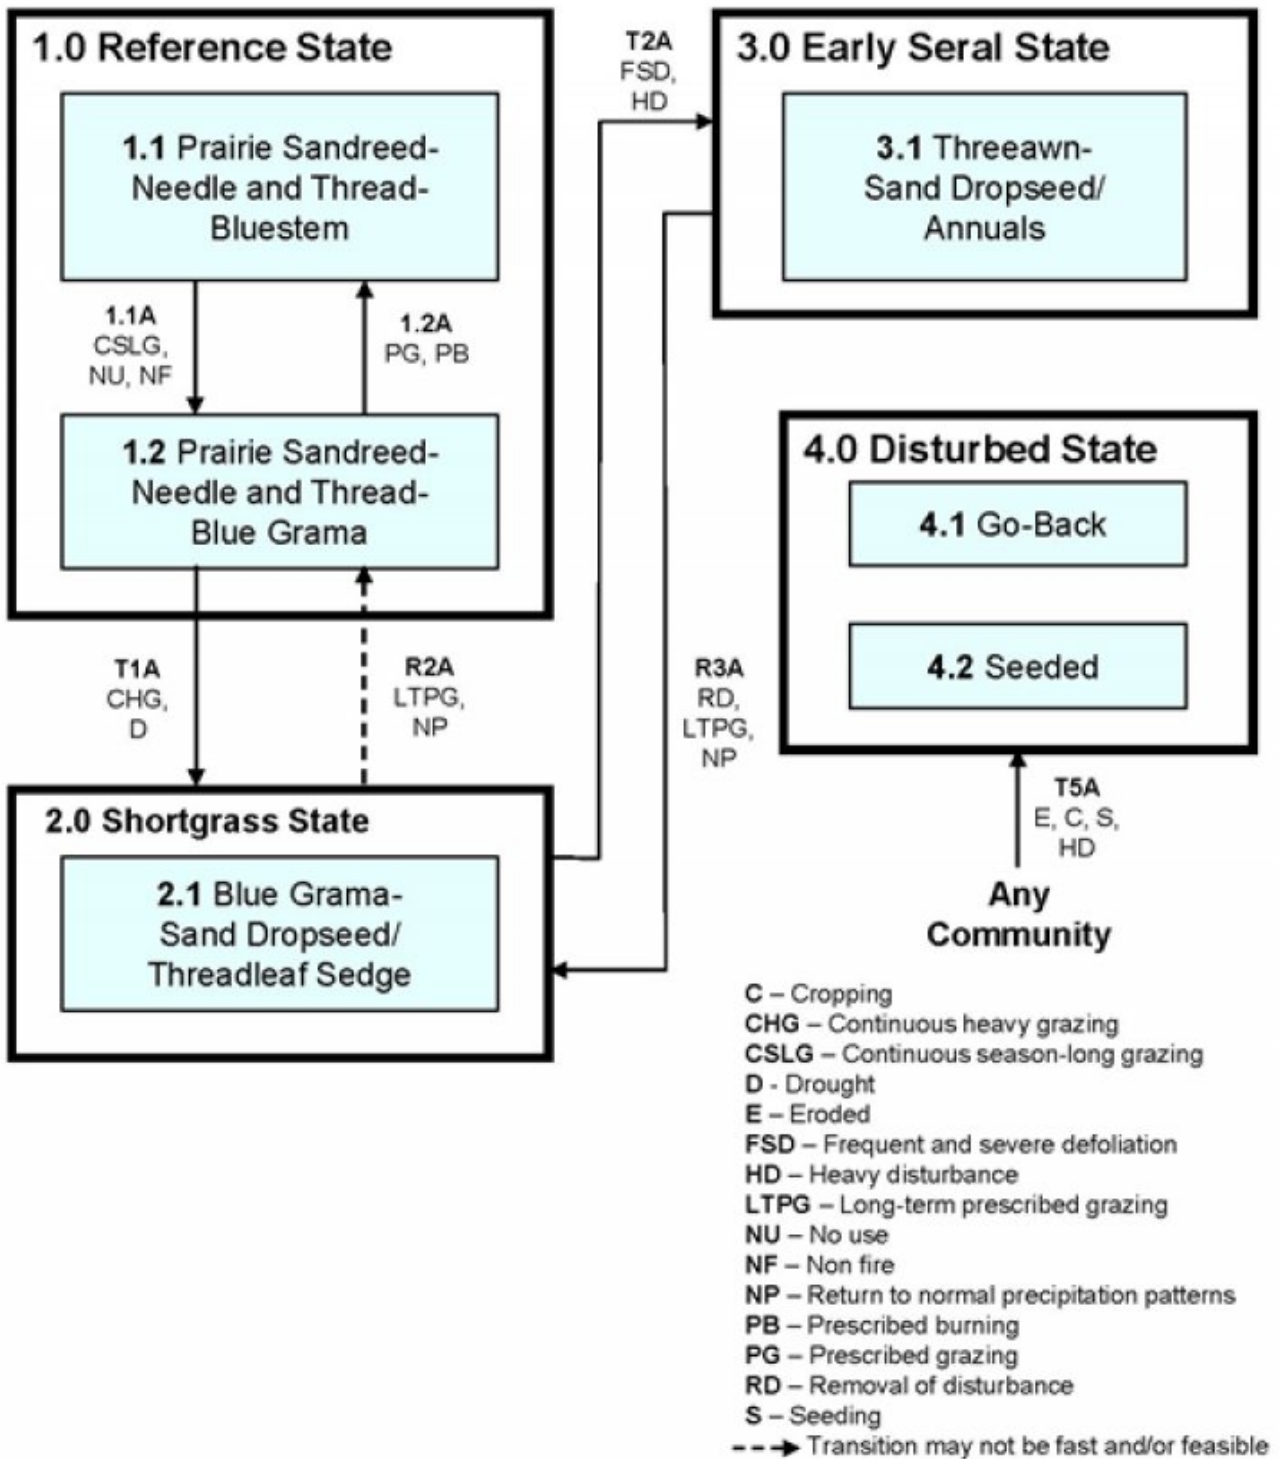 1.0 Reference State
1.1 Prairie Sandreed-
Needle and Thread-
Bluestem
1.1A
CSLG,
NU, NF
1.2A
PG, PB
1.2 Prairie Sandreed-
Needle and Thread-
Blue Grama
T1A
CHG,
D
R2A
LTPG,
NP
2.0 Shortgrass State
2.1 Blue Grama-
Sand Dropseed/
Threadleaf Sedge
T2A
FSD,
HD
R3A
RD,
LTPG,
NP
3.0 Early Seral State
3.1 Threeawn-
Sand Dropseed/
Annuals
4.0 Disturbed State
4.1 Go-Back
4.2 Seeded
T5A
E, C, S,
HD
Any
Community
C – Cropping
CHG – Continuous heavy grazing
CSLG – Continuous season-long grazing
D - Drought
E – Eroded
FSD – Frequent and severe defoliation
HD – Heavy disturbance
LTPG – Long-term prescribed grazing
NU – No use
NF – Non fire
NP – Return to normal precipitation patterns
PB – Prescribed burning
PG – Prescribed grazing
RD – Removal of disturbance
S – Seeding
Transition may not be fast and/or feasible